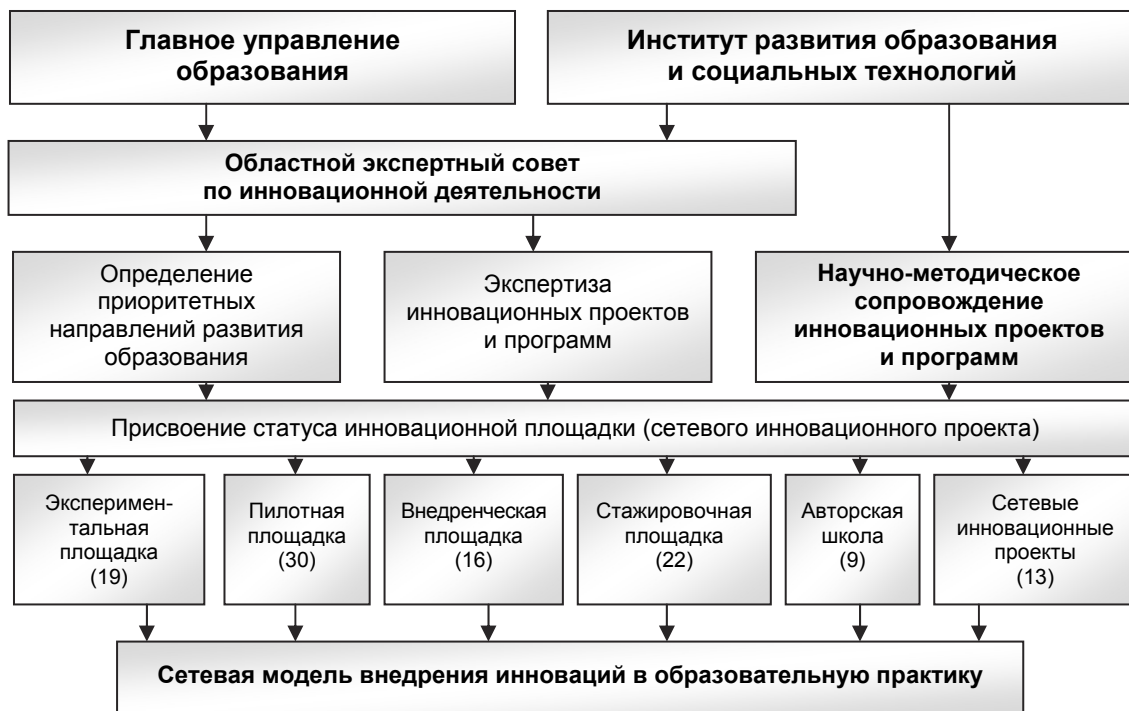 Главное управление
образования
Институт развития образования
и социальных технологий
Областной экспертный совет
по инновационной деятельности
Определение
приоритетных
направлений развития
образования
Экспертиза
инновационных проектов
и программ
Научно-методическое
сопровождение
инновационных проектов
и программ
Присвоение статуса инновационной площадки (сетевого инновационного проекта)
Эксперимен-
тальная
площадка
(19)
Пилотная
площадка
(30)
Внедренческая
площадка
(16)
Стажировочная
площадка
(22)
Авторская
школа
(9)
Сетевые
инновационные
проекты
(13)
Сетевая модель внедрения инноваций в образовательную практику